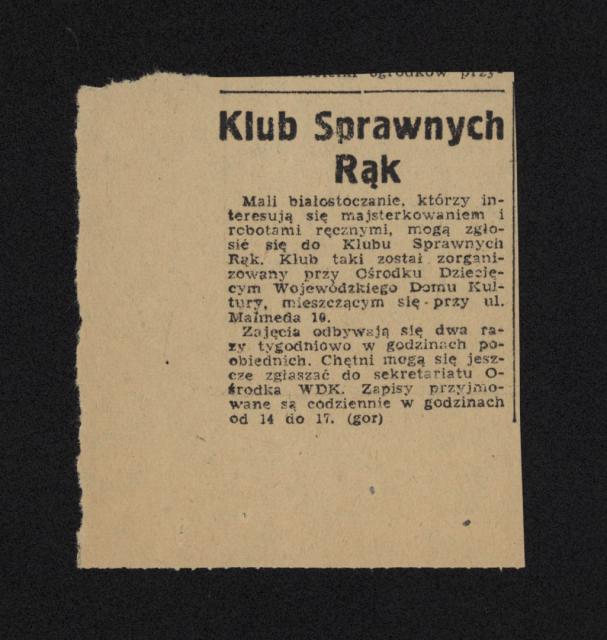 ogródków przy
Klub Sprawnych
Rąk
Mali białostoczanie, którzy in-
teresują się majsterkowaniem i
robotami ręcznymi, mogą zgło-
sić się do Klubu Sprawnych
Rąk. Klub taki został zorgani-
zowany przy Ośrodku Dziecię-
cym Wojewódzkiego Domu Kul-
tury, mieszczącym się przy ul.
Malmeda 10.
Zajęcia odbywają się dwa ra-
zy tygodniowo w godzinach po-
obiednich. Chętni mogą się jesz-
cze zgłaszać do sekretariatu O-
środka WDK. Zapisy przyjmo-
wane są codziennie w godzinach
od 14 do 17. (gor)